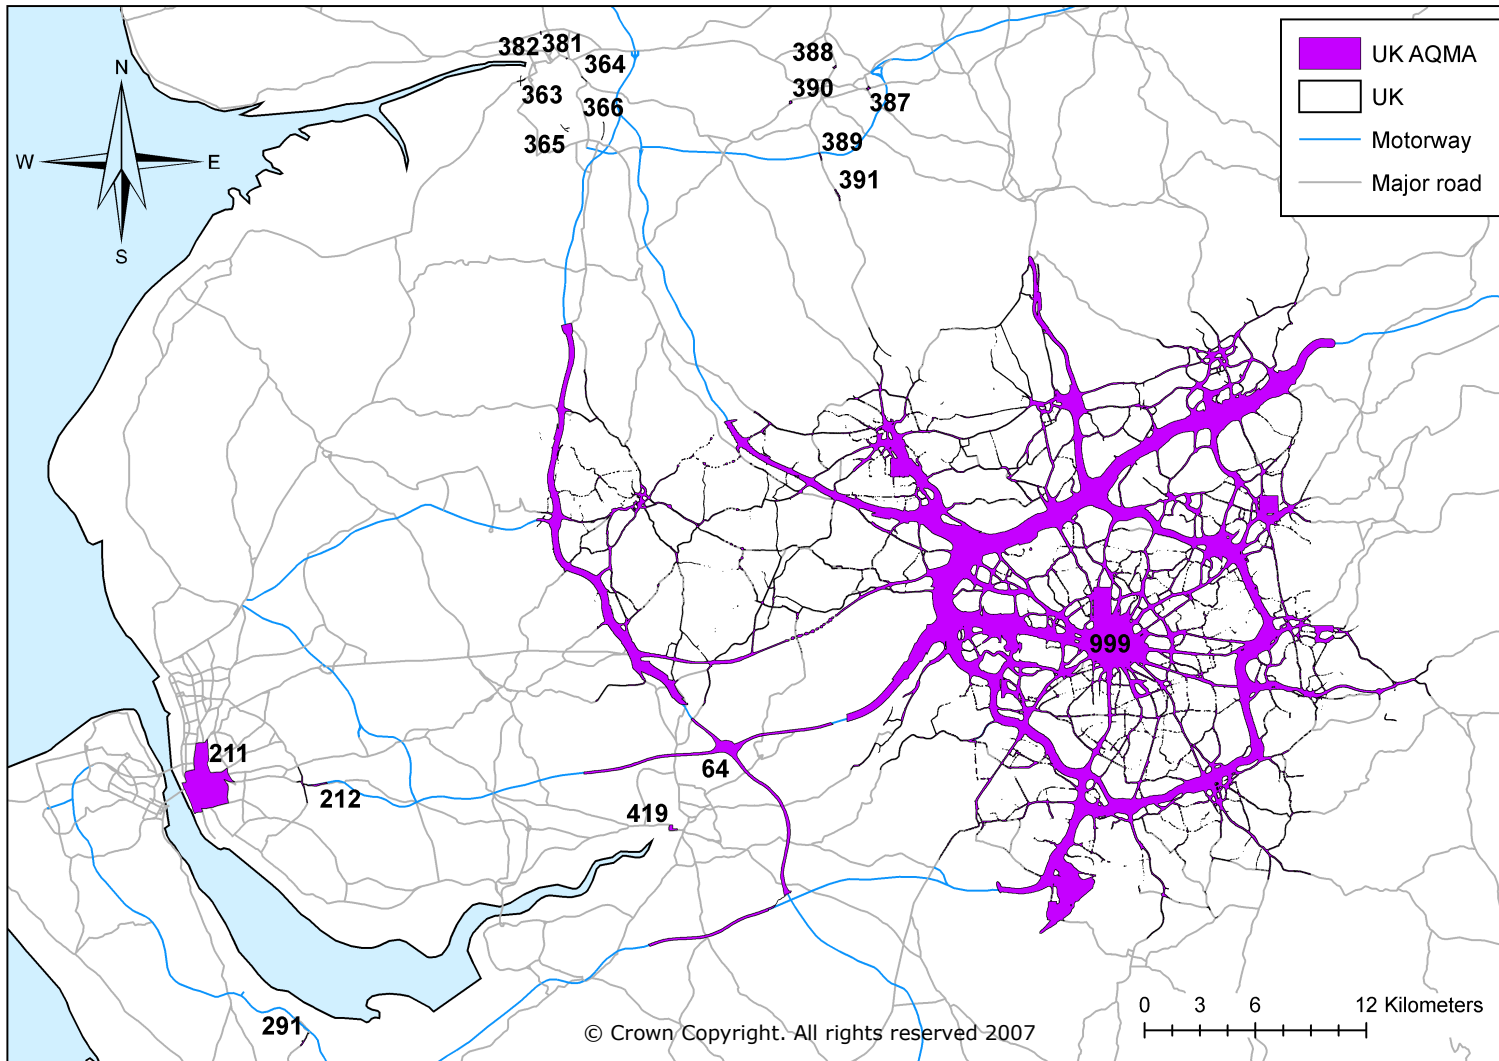 N
W E
S
382 381
364
363
366
365
388
390
387
389
391
UK AQMA
UK
Motorway
Major road
999
211
212
64
419
291
0 3 6 12 Kilometers
© Crown Copyright. All rights reserved 2007